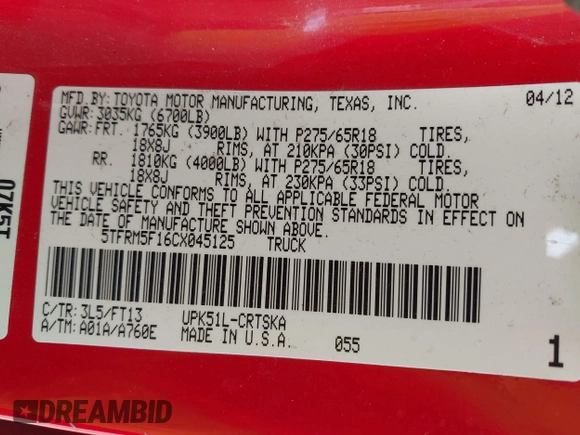 MFD.BY: TOYOTA MOTOR MANUFACTURING, TEXAS, INC. 04/12
GVWR: 3035KG (6700LB)
GAWR: FRT. 1765KG (3900LB) WITH P275/65R18 TIRES,
18X8J RIMS, AT 210KPA (30PSI) COLD.
RR. 1810KG (4000LB) WITH P275/65R18 TIRES,
18X8J RIMS, AT 230KPA (33PSI) COLD.
THIS VEHICLE CONFORMS TO ALL APPLICABLE FEDERAL MOTOR
VEHICLE SAFETY AND THEFT PREVENTION STANDARDS IN EFFECT ON
THE DATE OF MANUFACTURE SHOWN ABOVE.
5TFRM5F16CX045125 TRUCK
C/TR: 3L5/FT13 UPK51L-CRTSKA
A/TM: A01A/A760E MADE IN U.S.A. 055 1
DREAMBID